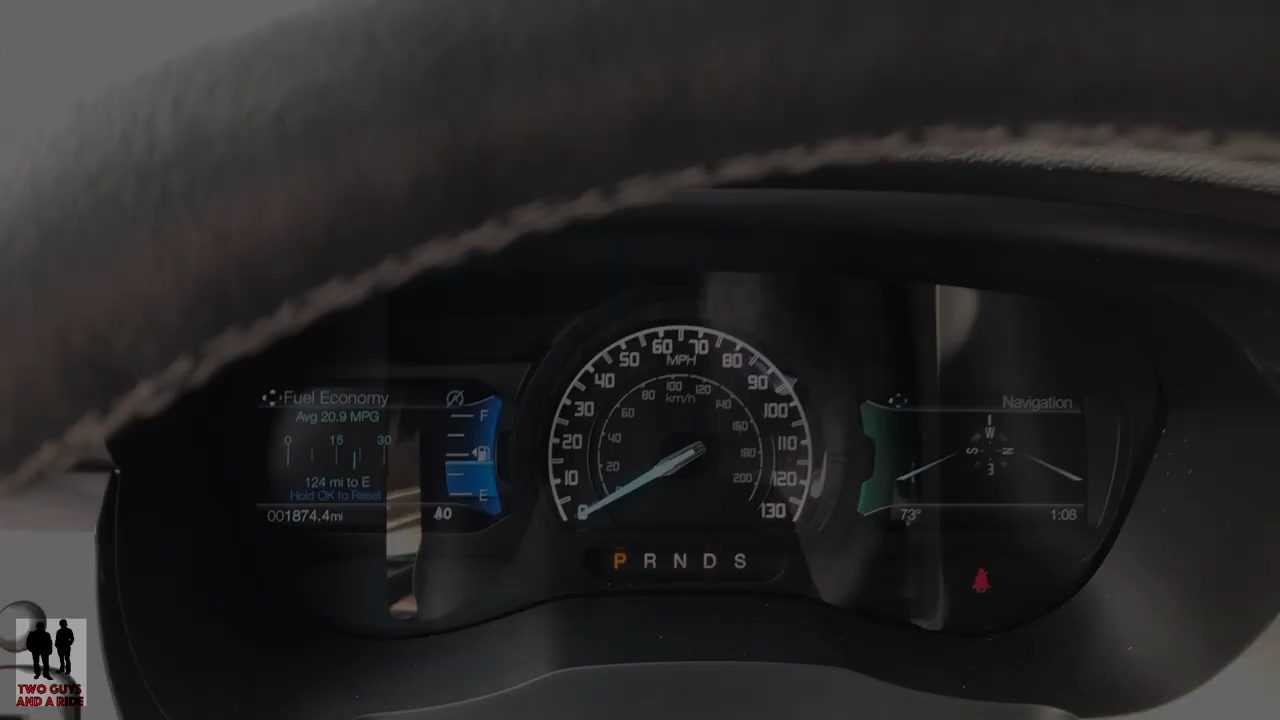 Fuel Economy
Avg 20.9 MPG
0 15 30
124 mi to E
Hold OK to Reset
001874.4mi
F
E
0 10 20 30 40 50 60 70 80 90 100 110 120 130
MPH
20 40 60 80 100 120 140 160 180 200
km/h
P R N D S
Navigation
W
S N
E
73°
1:08
TWO GUYS
AND A RIDE